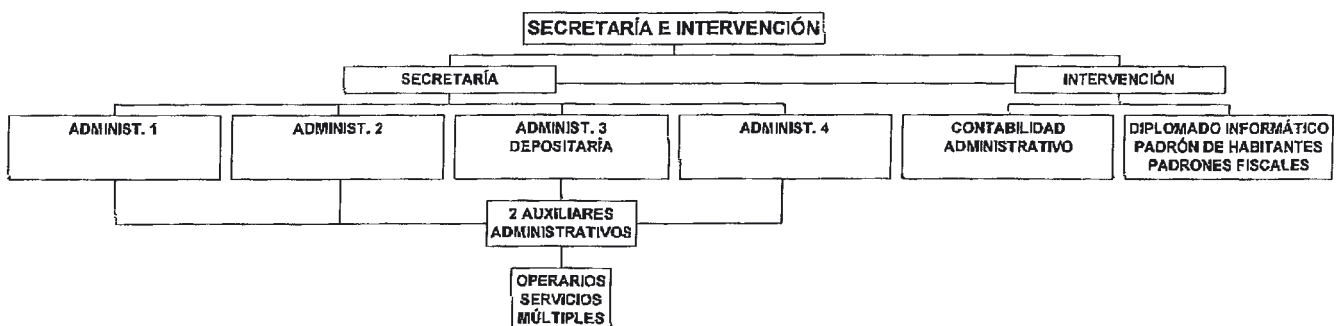 SECRETARÍA E INTERVENCIÓN
SECRETARÍA
INTERVENCIÓN
ADMINIST. 1
ADMINIST. 2
ADMINIST. 3
DEPOSITARÍA
ADMINIST. 4
CONTABILIDAD
ADMINISTRATIVO
DIPLOMADO INFORMÁTICO
PADRÓN DE HABITANTES
PADRONES FISCALES
2 AUXILIARES
ADMINISTRATIVOS
OPERARIOS
SERVICIOS
MÚLTIPLES